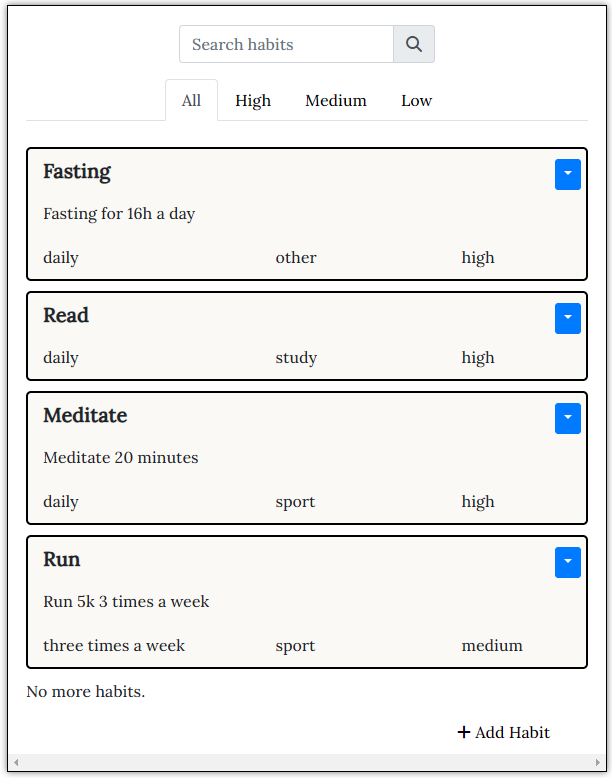 Search habits
All High Medium Low
Fasting
Fasting for 16h a day
daily other high
Read
daily study high
Meditate
Meditate 20 minutes
daily sport high
Run
Run 5k 3 times a week
three times a week sport medium
No more habits.
+ Add Habit